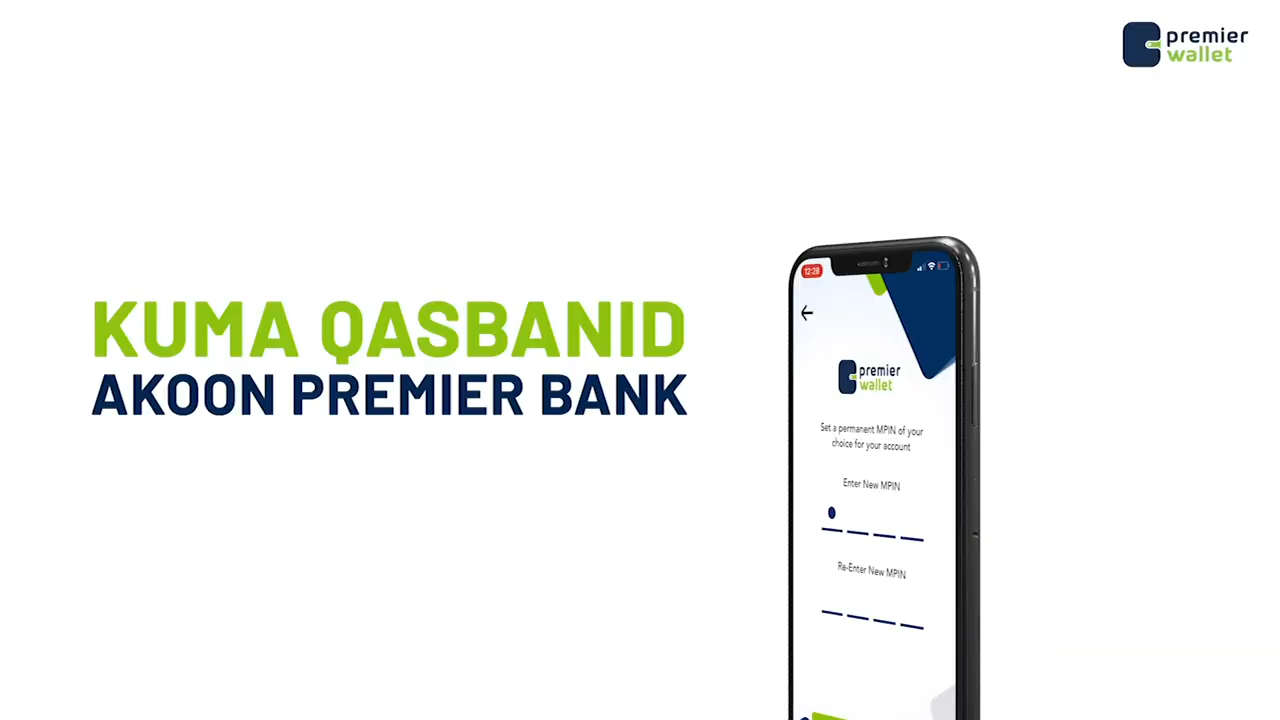 premier
wallet
KUMA QASBANID
AKOON PREMIER BANK
12:28
premier
wallet
Set a permanent MPIN of your
choice for your account
Enter New MPIN
Re-Enter New MPIN